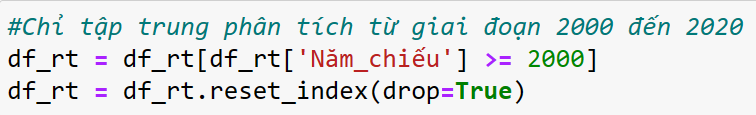 #Chỉ tập trung phân tích từ giai đoạn 2000 đến 2020
df_rt = df_rt[df_rt['Năm_chiếu'] >= 2000]
df_rt = df_rt.reset_index(drop=True)